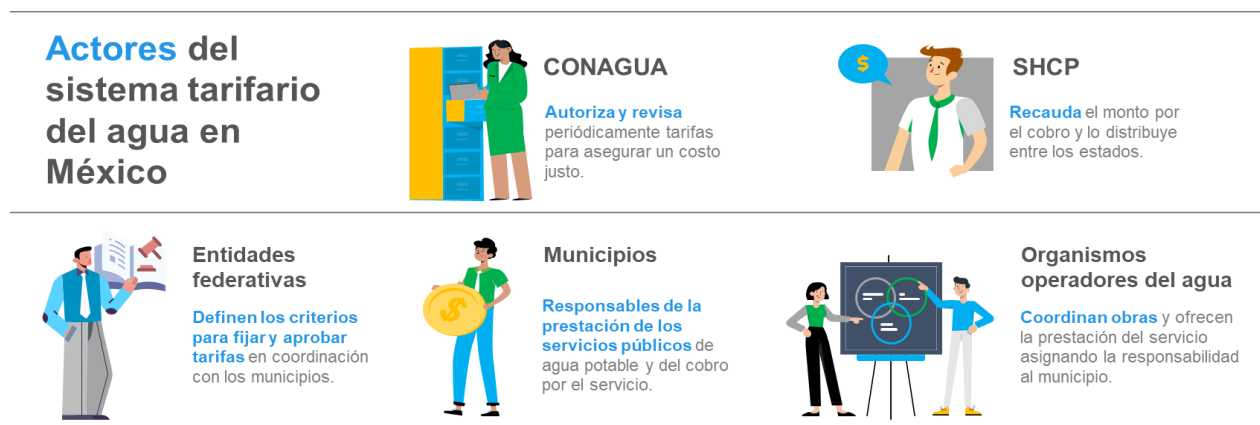 Actores del
sistema tarifario
del agua en
México
CONAGUA
Autoriza y revisa
periódicamente tarifas
para asegurar un costo
justo.
$
SHCP
Recauda el monto por
el cobro y lo distribuye
entre los estados.
Entidades
federativas
Definen los criterios
para fijar y aprobar
tarifas en coordinación
con los municipios.
$
Municipios
Responsables de la
prestación de los
servicios públicos de
agua potable y del cobro
por el servicio.
Organismos
operadores del agua
Coordinan obras y ofrecen
la prestación del servicio
asignando la responsabilidad
al municipio.